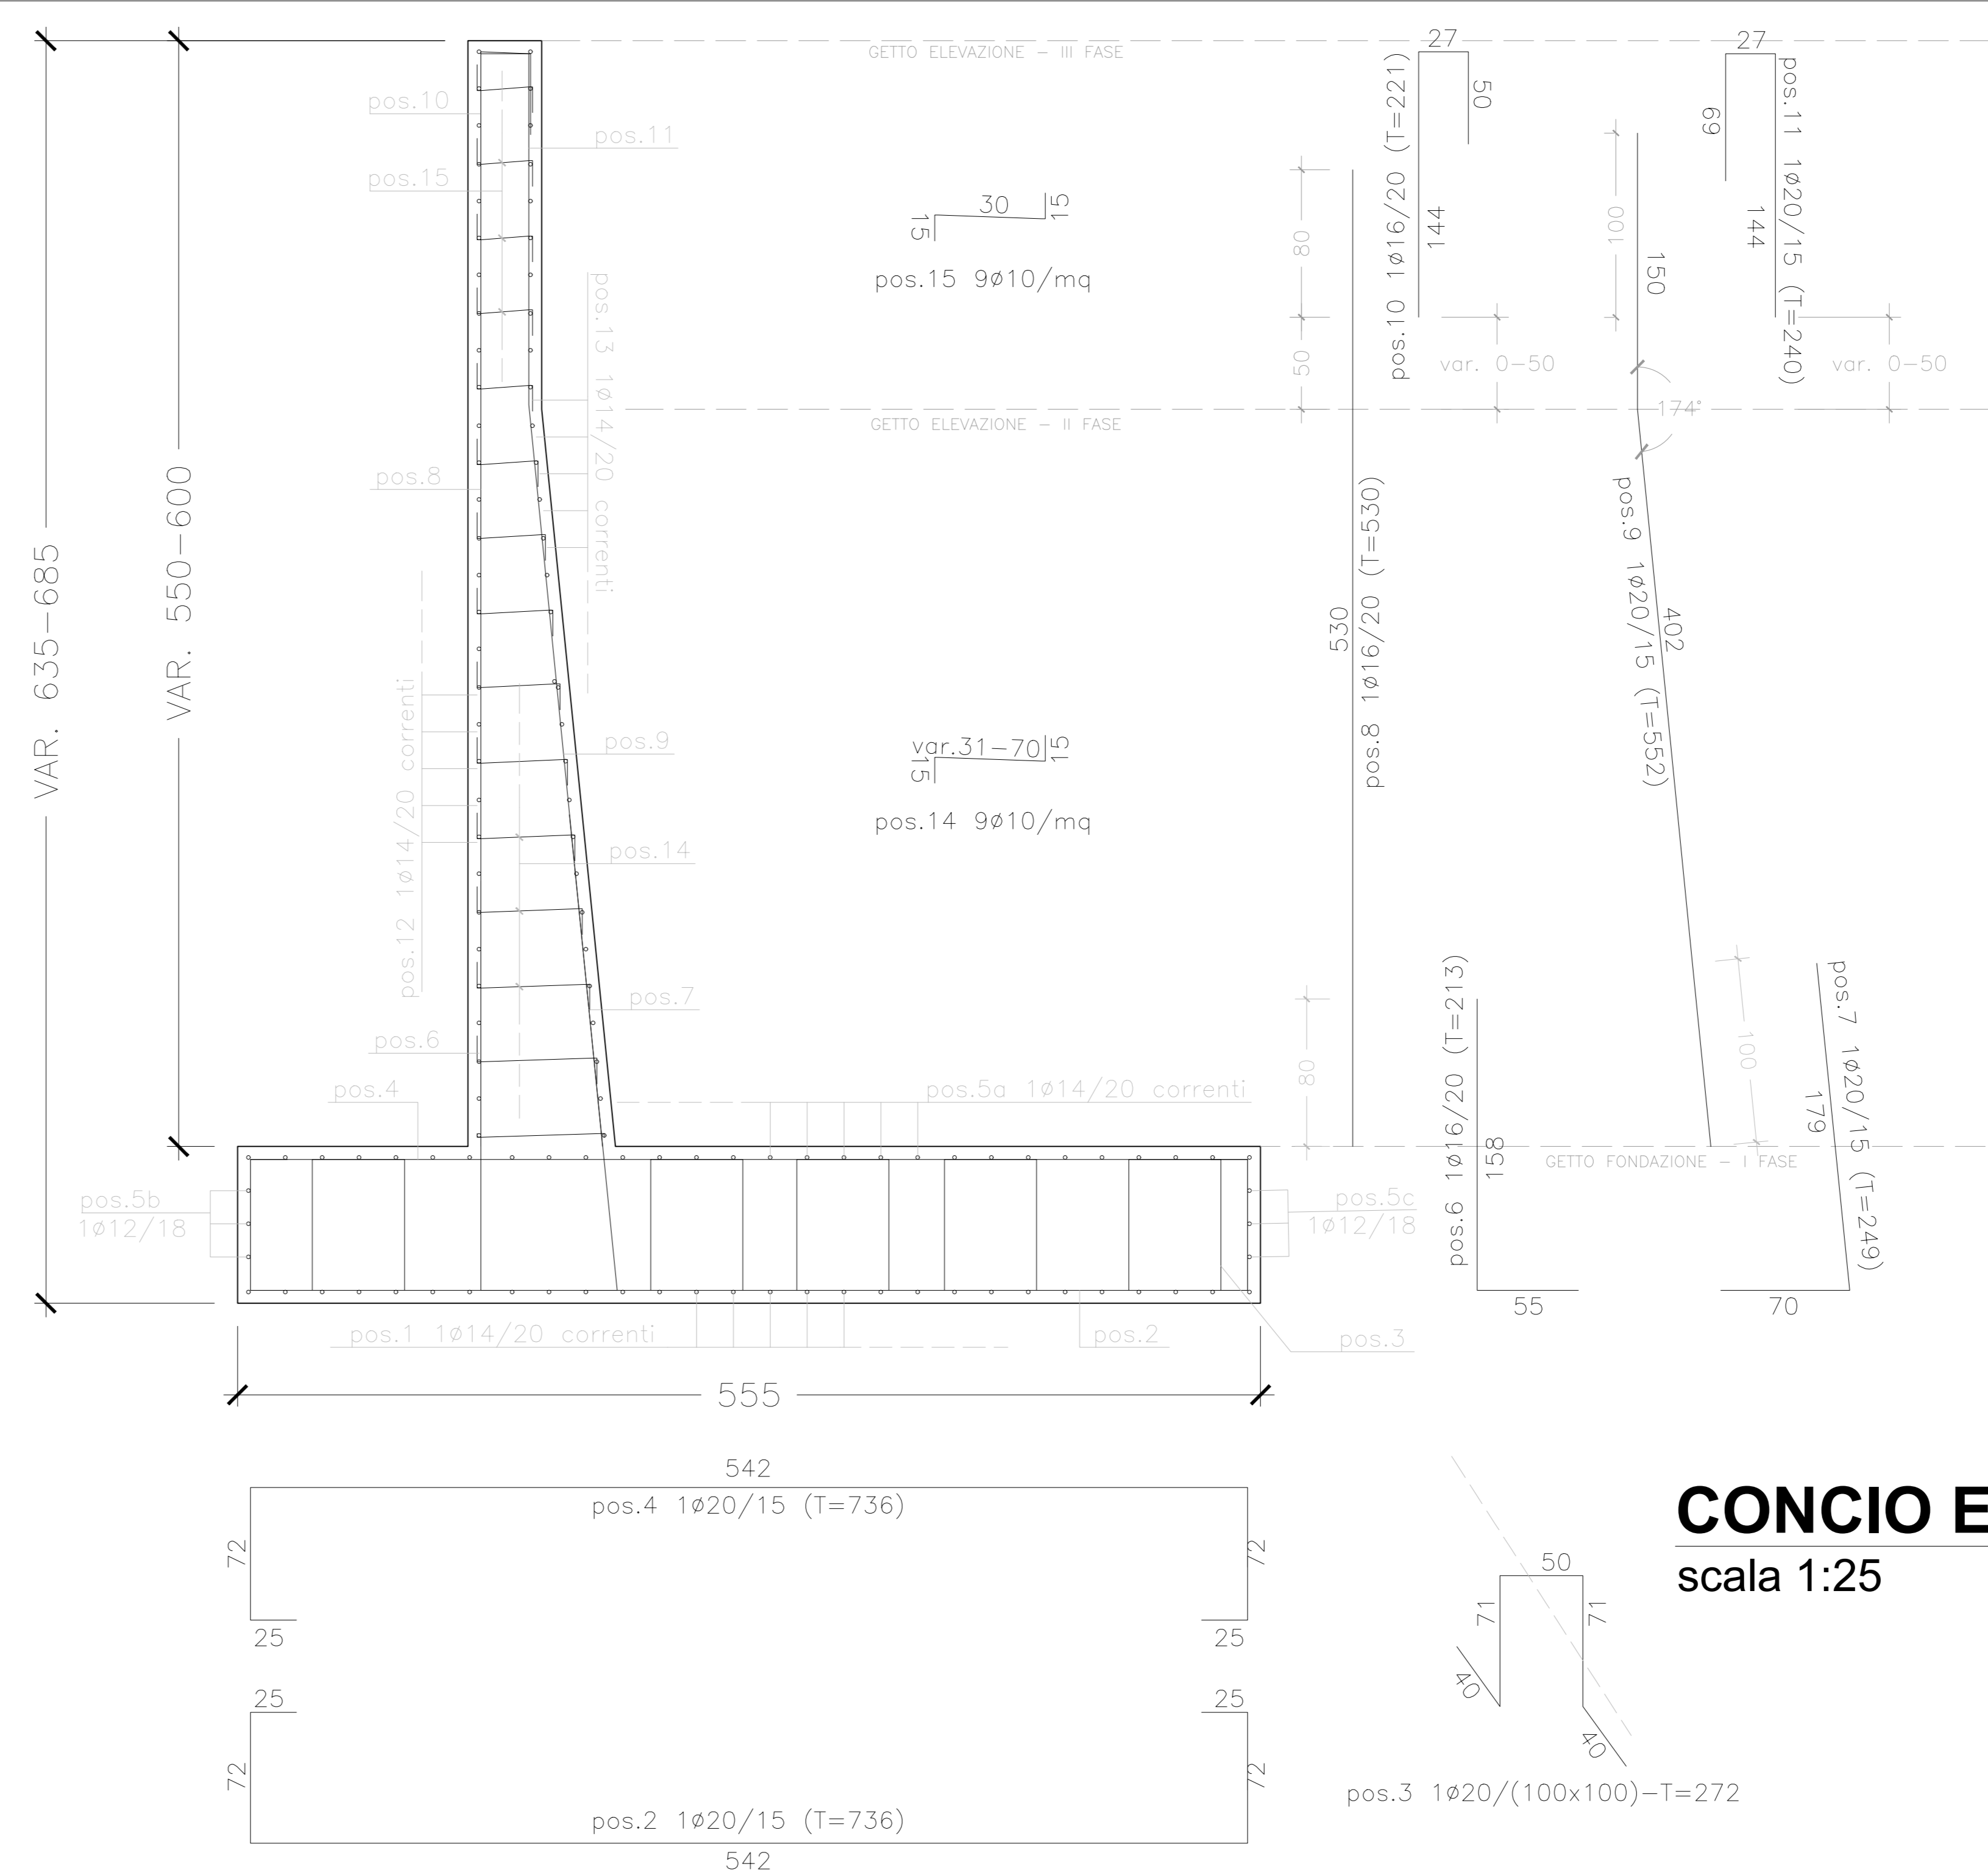 GETTO ELEVAZIONE - III FASE
27
27
pos.10
pos.11
pos.15
50
pos.10 1ø16/20 (T=221)
144
69
144
pos.11 1ø20/15 (T=240)
100
150
80
50
30
15
15
pos.15 9ø10/mq
pos.13 1ø14/20 correnti
var. 0-50
var. 0-50
174°
GETTO ELEVAZIONE - II FASE
pos.8
VAR. 635-685
VAR. 550-600
530
pos.8 1ø16/20 (T=530)
pos.9 1ø20/15 (T=552)
402
pos.12 1ø14/20 correnti
pos.9
var.31-70
15
15
pos.14 9ø10/mq
pos.14
pos.7
pos.6
80
pos.6 1ø16/20 (T=213)
158
55
100
pos.7 1ø20/15 (T=249)
179
70
pos.4
pos.5a 1ø14/20 correnti
GETTO FONDAZIONE - I FASE
pos.5b
1ø12/18
pos.5c
1ø12/18
pos.1 1ø14/20 correnti
pos.2
pos.3
555
542
pos.4 1ø20/15 (T=736)
72
72
25
25
CONCIO E
scala 1:25
50
71
71
40
40
pos.3 1ø20/(100x100)-T=272
25
25
72
72
pos.2 1ø20/15 (T=736)
542